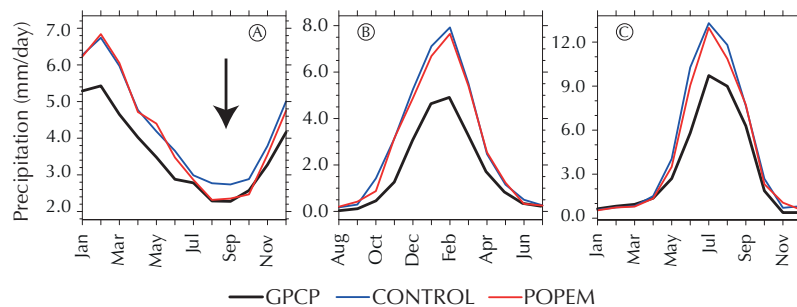 Precipitation (mm/day)
A
7.0
6.0
5.0
4.0
3.0
2.0
Jan
Mar
May
Jul
Sep
Nov
B
8.0
6.0
4.0
2.0
0.0
Aug
Oct
Dec
Feb
Apr
Jun
C
12.0
9.0
6.0
3.0
0.0
Jan
Mar
May
Jul
Sep
Nov
GPCP CONTROL POPEM